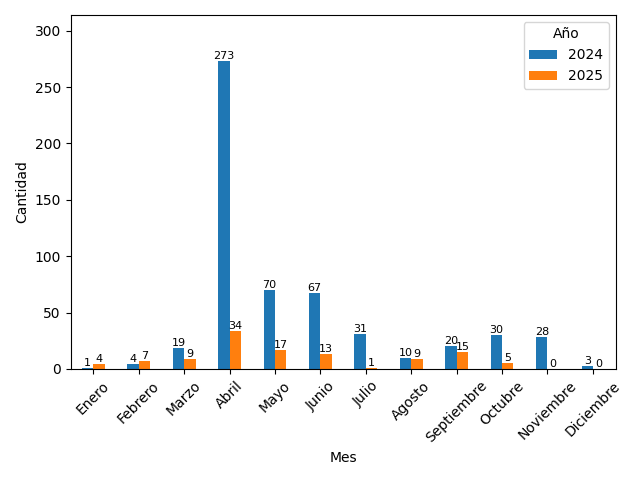 300
250
200
150
100
50
0
Cantidad
Año
2024
2025
1 4
4 7
19 9
273 34
70 17
67 13
31 1
10 9
20 15
30 5
28 0
3 0
Enero
Febrero
Marzo
Abril
Mayo
Junio
Julio
Agosto
Septiembre
Octubre
Noviembre
Diciembre
Mes